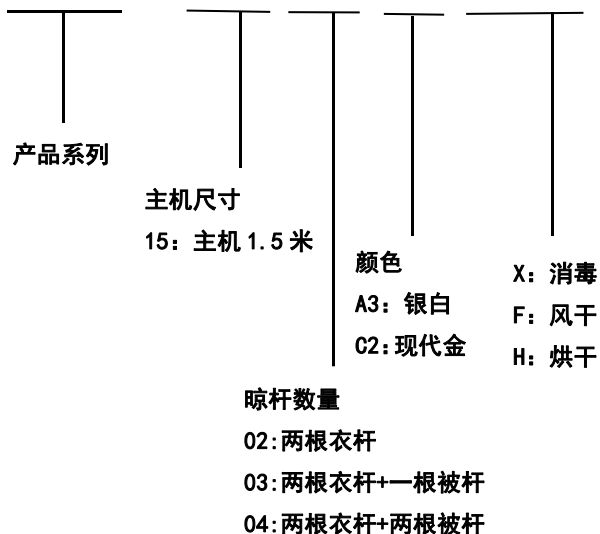 产品系列
主机尺寸
15：主机1.5米
颜色
A3：银白
C2：现代金
X：消毒
F：风干
H：烘干
晾杆数量
02：两根衣杆
03：两根衣杆+一根被杆
04：两根衣杆+两根被杆